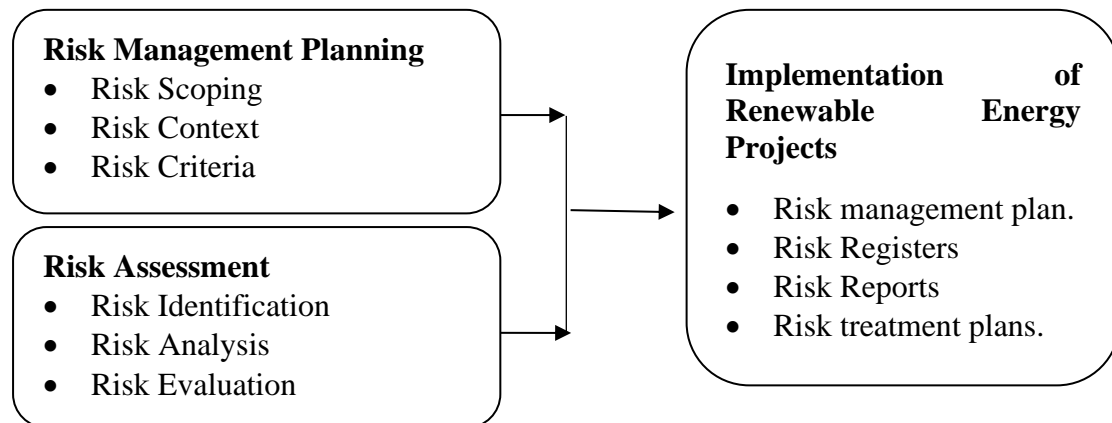 Risk Management Planning
• Risk Scoping
• Risk Context
• Risk Criteria
Risk Assessment
• Risk Identification
• Risk Analysis
• Risk Evaluation
Implementation of
Renewable Energy
Projects
• Risk management plan.
• Risk Registers
• Risk Reports
• Risk treatment plans.